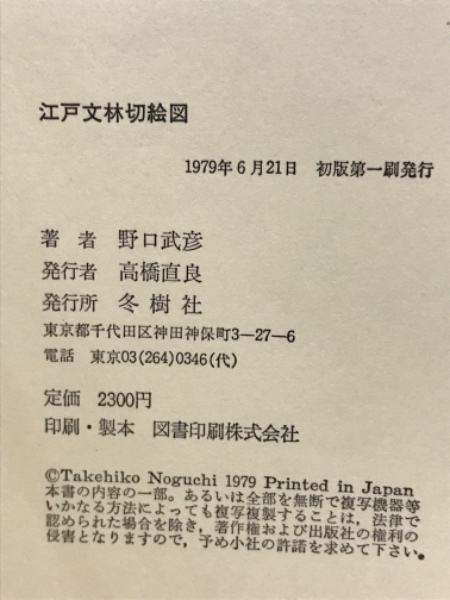 江戸文林切絵図
1979年6月21日 初版第一刷発行
著者 野口武彦
発行者 高橋直良
発行所 冬樹社
東京都千代田区神田神保町3―27―6
電話 東京03(264)0346(代)
定価 2300円
印刷・製本 図書印刷株式会社
©Takehiko Noguchi 1979 Printed in Japan
本書の内容の一部。あるいは全部を無断で複写機器等
いかなる方法によっても複写複製することは，法律で
認められた場合を除き，著作権および出版社の権利の
侵害となりますので，予め小社の許諾を求めて下さい。